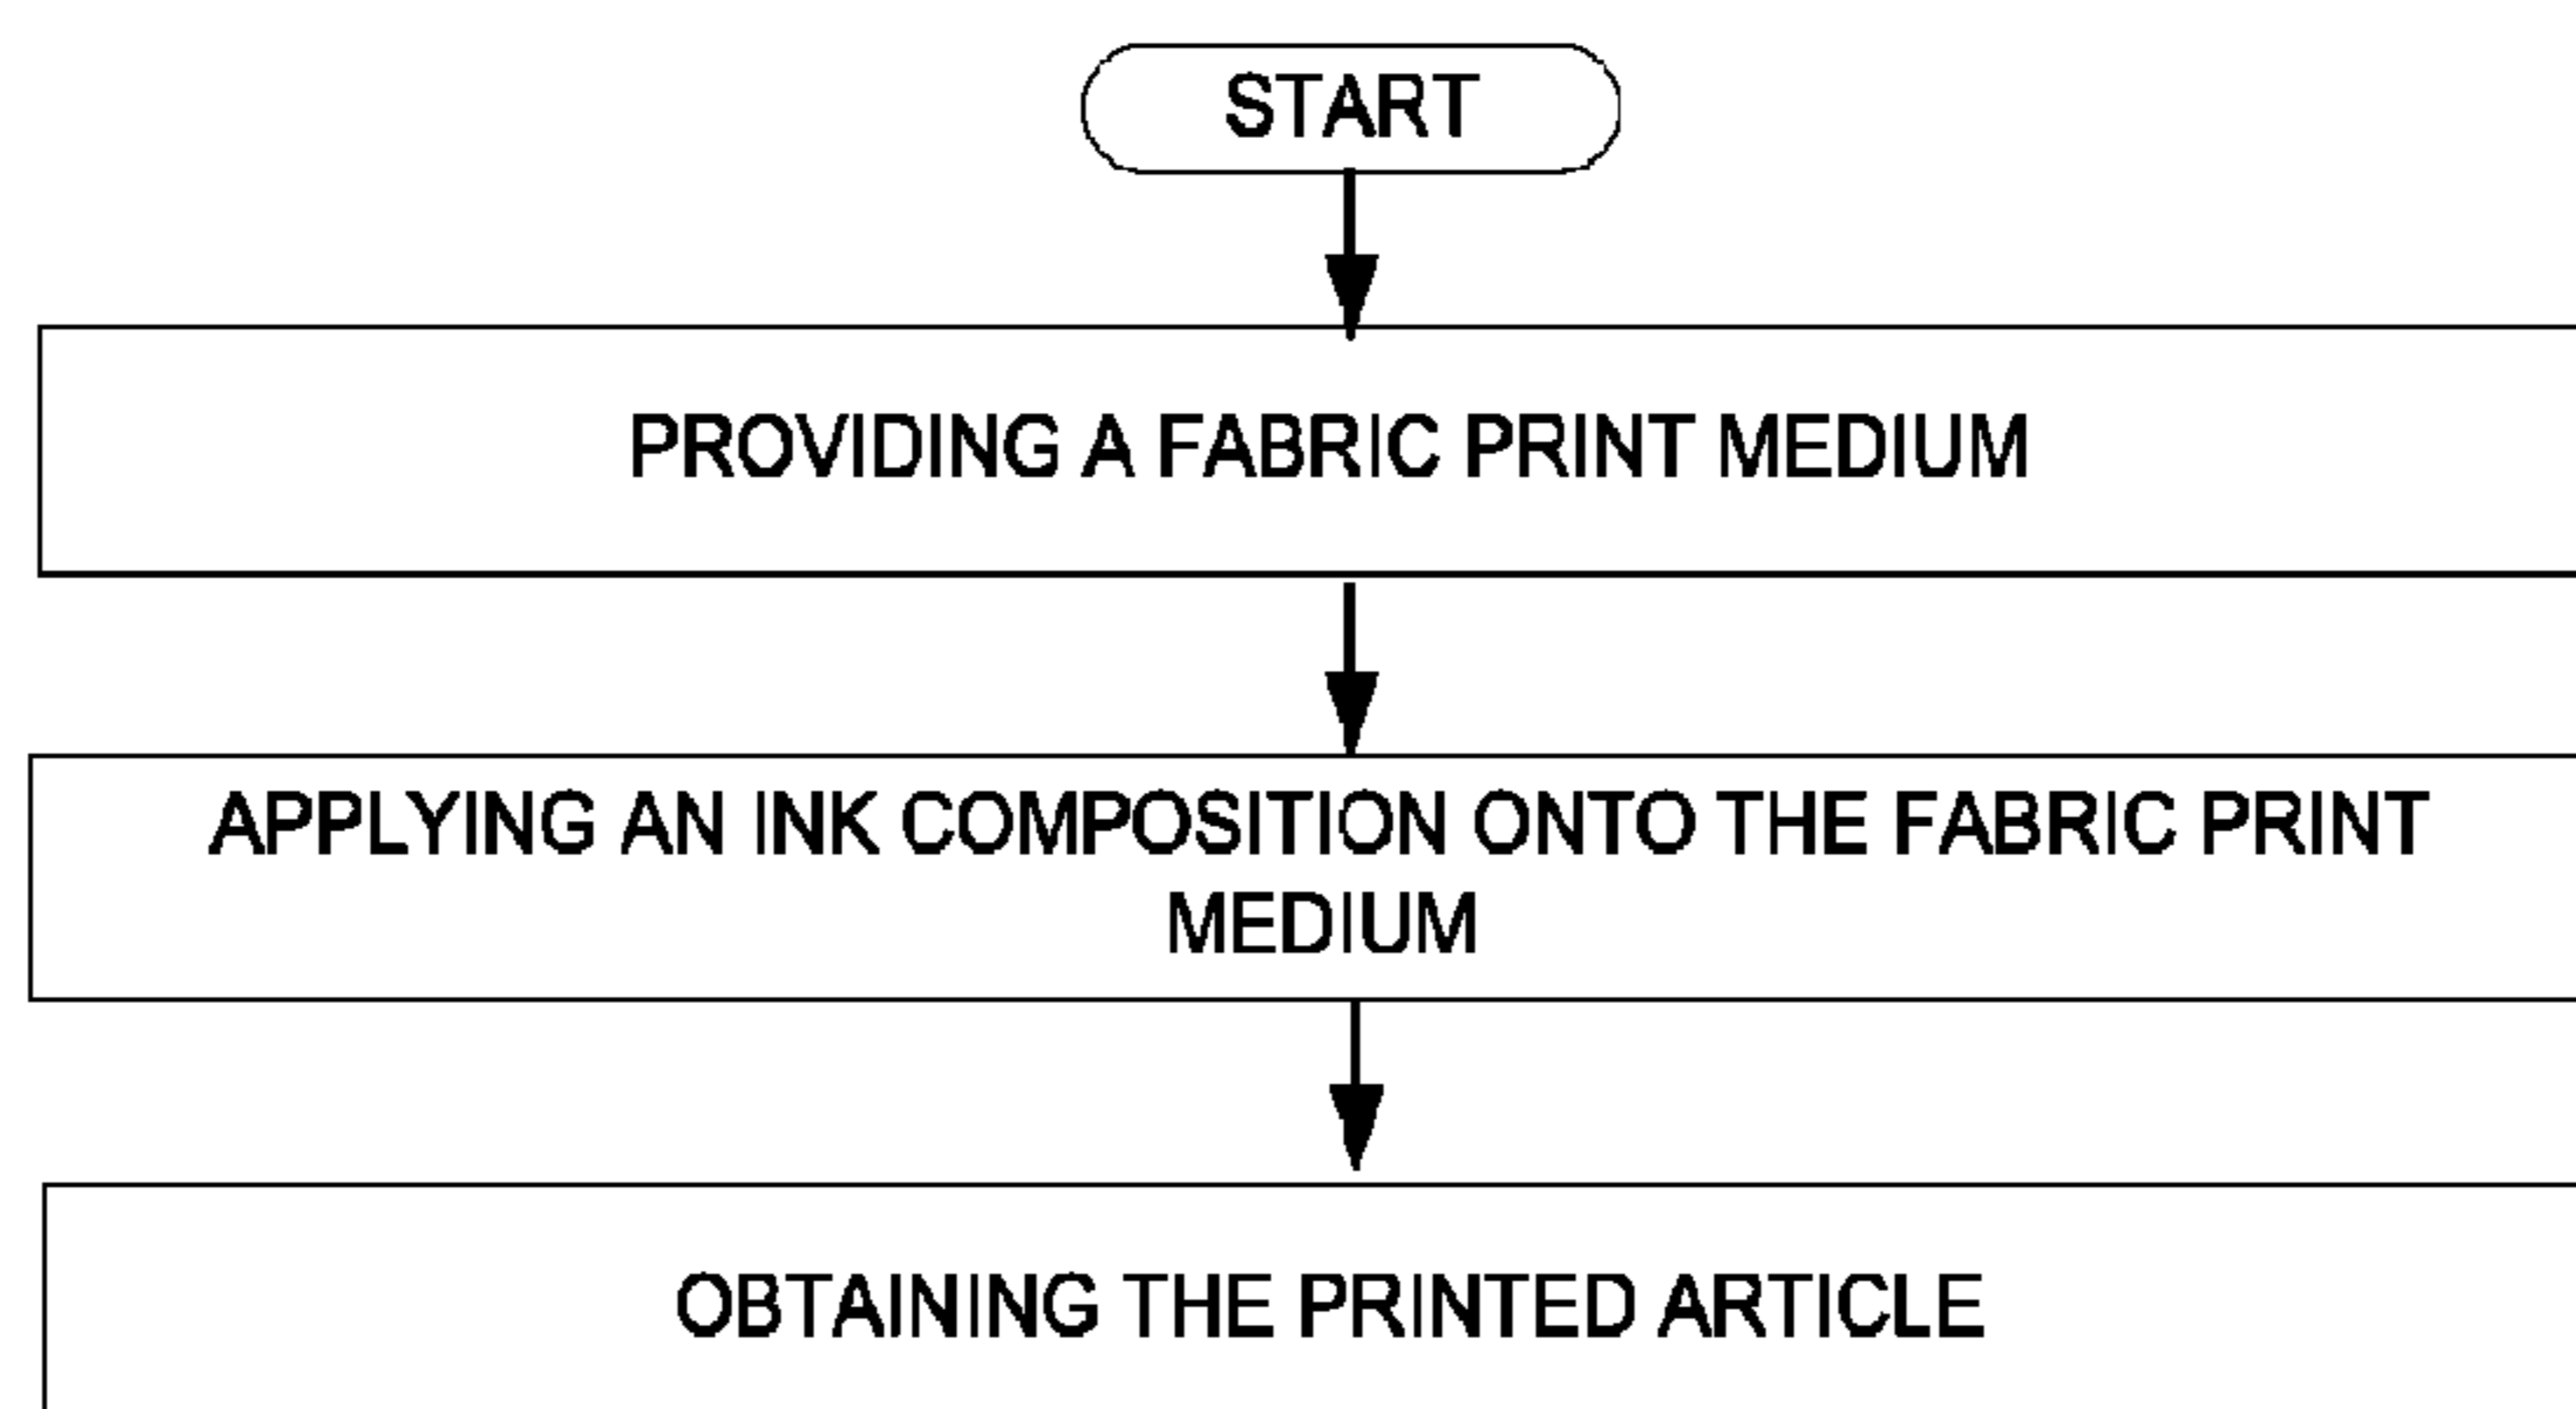 START
PROVIDING A FABRIC PRINT MEDIUM
APPLYING AN INK COMPOSITION ONTO THE FABRIC PRINT
MEDIUM
OBTAINING THE PRINTED ARTICLE